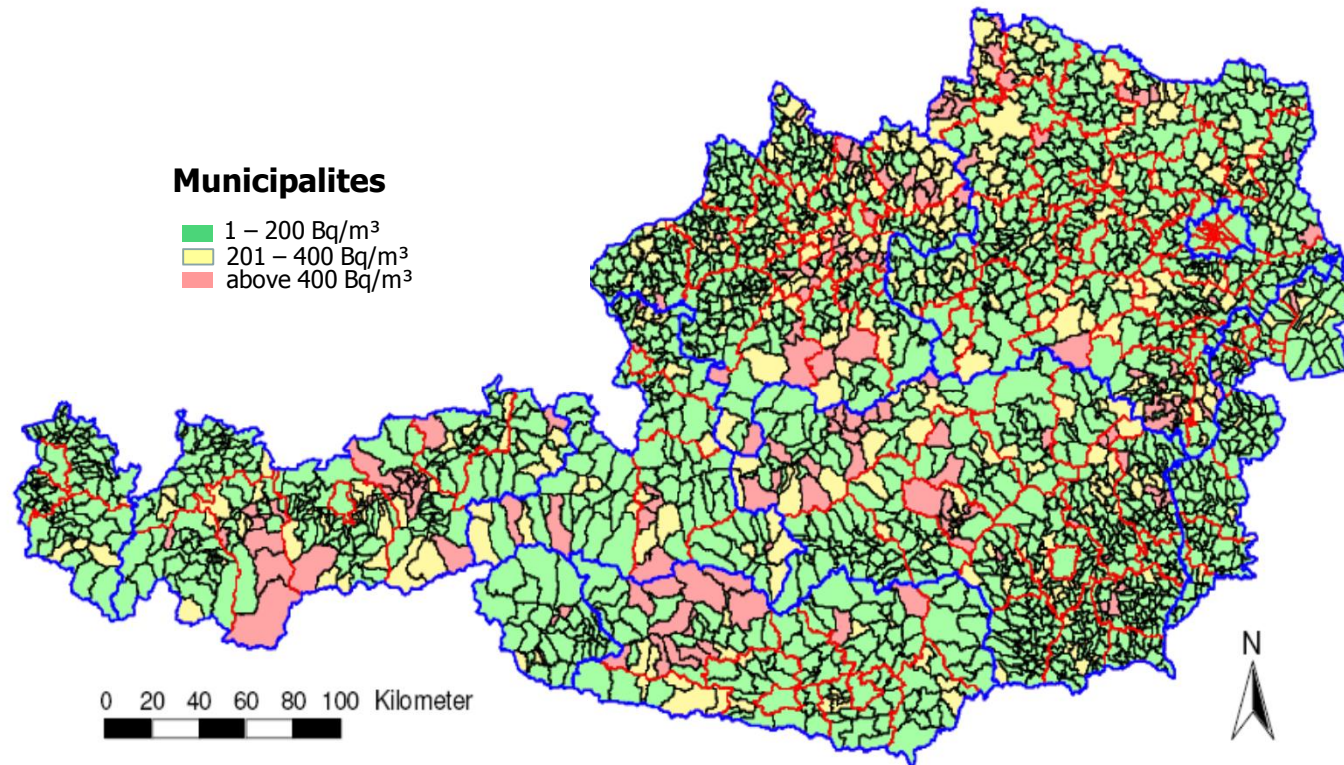 Municipalites
1 – 200 Bq/m³
201 – 400 Bq/m³
above 400 Bq/m³
N
0 20 40 60 80 100 Kilometer